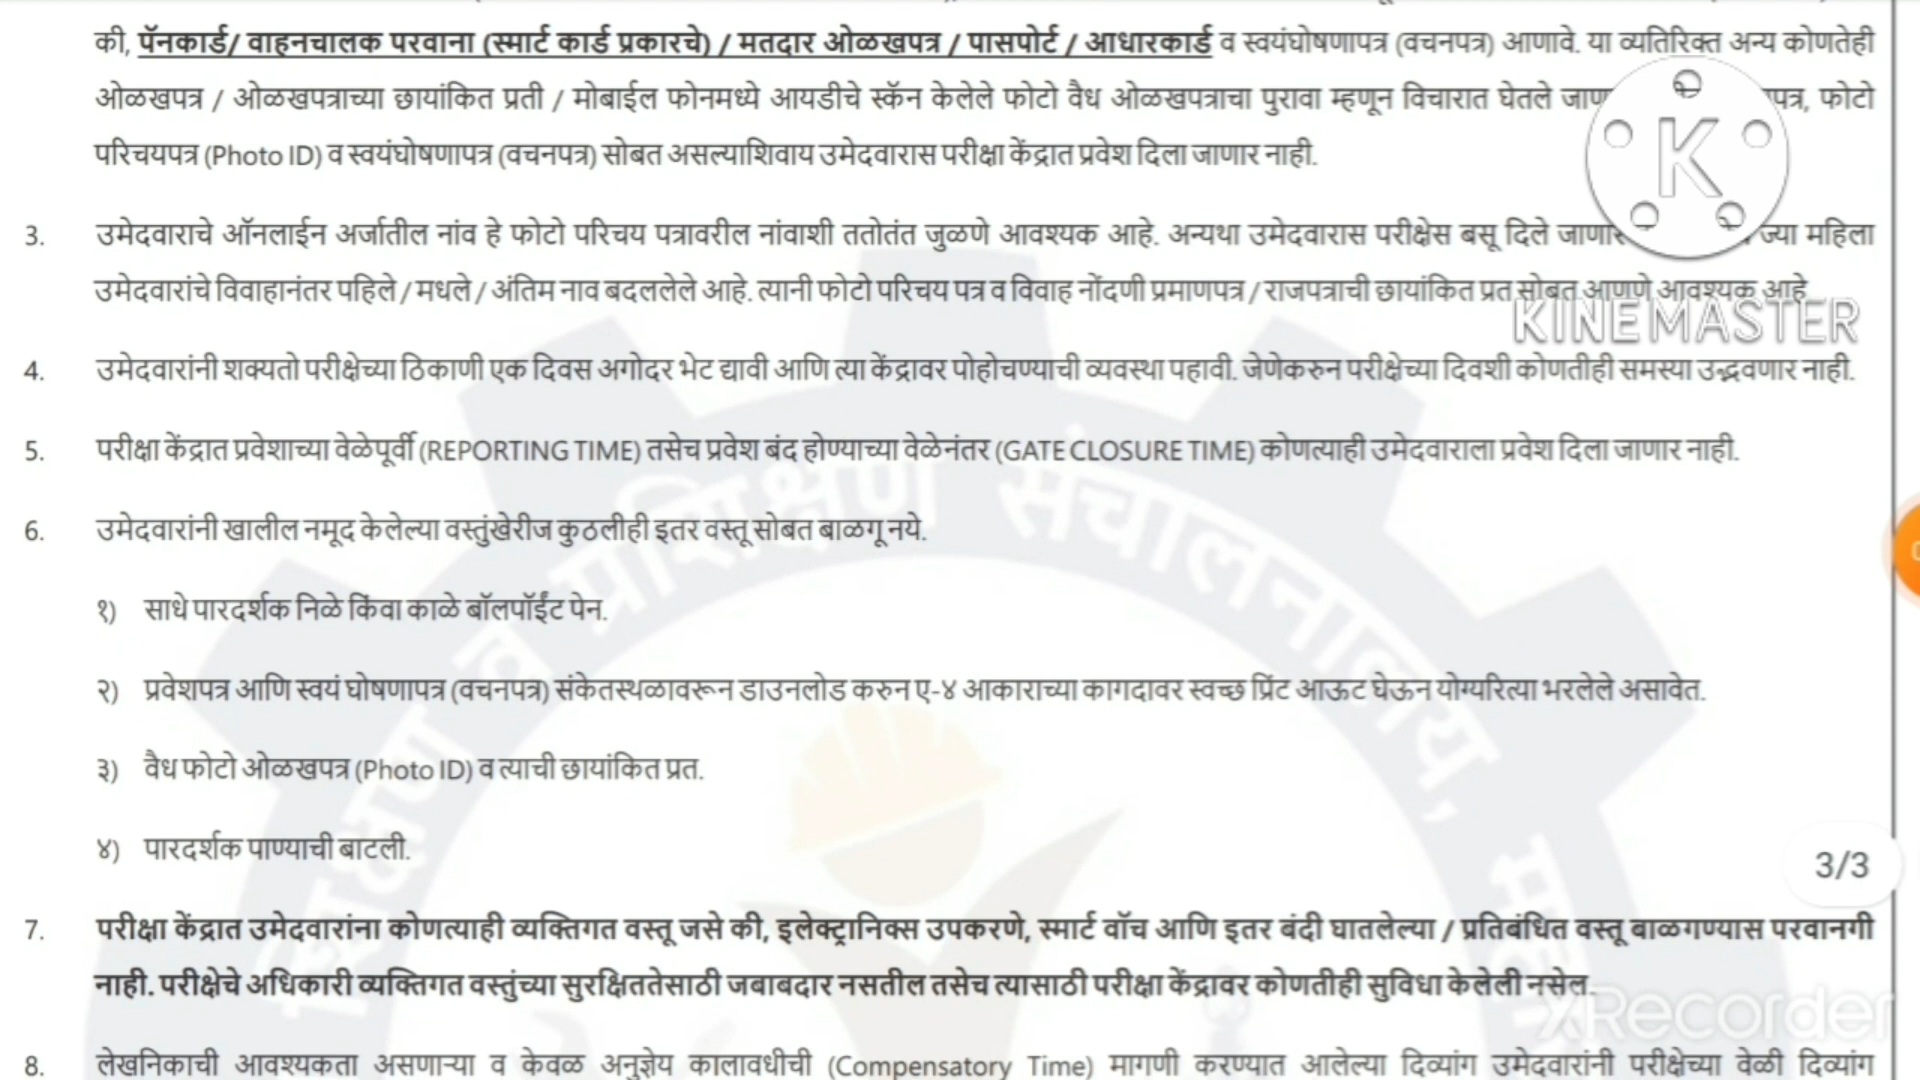 की, पॅनकार्ड/ वाहनचालक परवाना (स्मार्ट कार्ड प्रकारचे) / मतदार ओळखपत्र / पासपोर्ट / आधारकार्ड व स्वयंघोषणापत्र (वचनपत्र) आणावे. या व्यतिरिक्त अन्य कोणतेही
ओळखपत्र / ओळखपत्राच्या छायांकित प्रती / मोबाईल फोनमध्ये आयडीचे स्कॅन केलेले फोटो वैध ओळखपत्राचा पुरावा म्हणून विचारात घेतले फोटो
परिचयपत्र (Photo ID) व स्वयंघोषणापत्र (वचनपत्र) सोबत असल्याशिवाय उमेदवारास परीक्षा केंद्रात प्रवेश दिला जाणार नाही.
3. उमेदवाराचे ऑनलाईन अर्जातील नांव हे फोटो परिचय पत्रावरील नांवाशी ततोतंत जुळणे आवश्यक आहे. अन्यथा उमेदवारास परीक्षेस बसू दिले ज्या महिला
उमेदवारांचे विवाहानंतर पहिले / मधले / अंतिम नाव बदललेले आहे. त्यानी फोटो परिचय पत्र व विवाह नोंदणी प्रमाणपत्र / राजपत्राची छायांकित प्रत सोबत आणणे आवश्यक आहे
K
KINEMASTER
4. उमेदवारांनी शक्यतो परीक्षेच्या ठिकाणी एक दिवस अगोदर भेट द्यावी आणि त्या केंद्रावर पोहोचण्याची व्यवस्था पहावी. जेणेकरुन परीक्षेच्या दिवशी कोणतीही समस्या उद्भवणार नाही.
5. परीक्षा केंद्रात प्रवेशाच्या वेळेपूर्वी (REPORTING TIME) तसेच प्रवेश बंद होण्याच्या वेळेनंतर (GATE CLOSURE TIME) कोणत्याही उमेदवाराला प्रवेश दिला जाणार नाही.
6. उमेदवारांनी खालील नमूद केलेल्या वस्तुंखेरीज कुठलीही इतर वस्तू सोबत बाळगू नये.
१) साधे पारदर्शक निळे किंवा काळे बॉलपॉईंट पेन.
२) प्रवेशपत्र आणि स्वयं घोषणापत्र (वचनपत्र) संकेतस्थळावरून डाउनलोड करुन ए-४ आकाराच्या कागदावर स्वच्छ प्रिंट आऊट घेऊन योग्यरित्या भरलेले असावेत.
३) वैध फोटो ओळखपत्र (Photo ID) व त्याची छायांकित प्रत.
४) पारदर्शक पाण्याची बाटली.
3/3
7. परीक्षा केंद्रात उमेदवारांना कोणत्याही व्यक्तिगत वस्तू जसे की, इलेक्ट्रानिक्स उपकरणे, स्मार्ट वॉच आणि इतर बंदी घातलेल्या / प्रतिबंधित वस्तू बाळगण्यास परवानगी
नाही. परीक्षेचे अधिकारी व्यक्तिगत वस्तुंच्या सुरक्षिततेसाठी जबाबदार नसतील तसेच त्यासाठी परीक्षा केंद्रावर कोणतीही सुविधा केलेली नसेल.
XRecorder
8. लेखनिकाची आवश्यकता असणाऱ्या व केवळ अनुज्ञेय कालावधीची (Compensatory Time) मागणी करण्यात आलेल्या दिव्यांग उमेदवारांनी परीक्षेच्या वेळी दिव्यांग
व प्रशिक्षण संचालनालय,